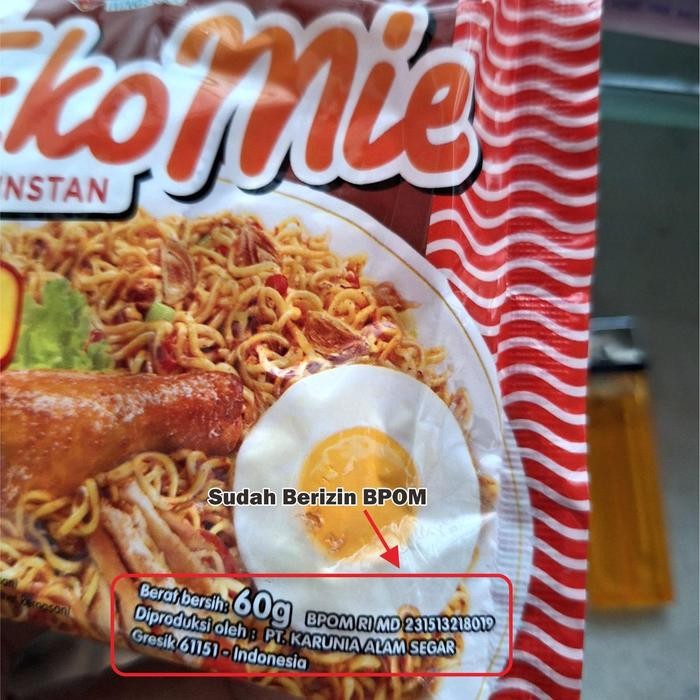 Eko Mie
INSTAN
Sudah Berizin BPOM
Berat bersih: 60g BPOM RI MD 231513218019
Diproduksi oleh : PT. KARUNIA ALAM SEGAR
Gresik 61151 - Indonesia